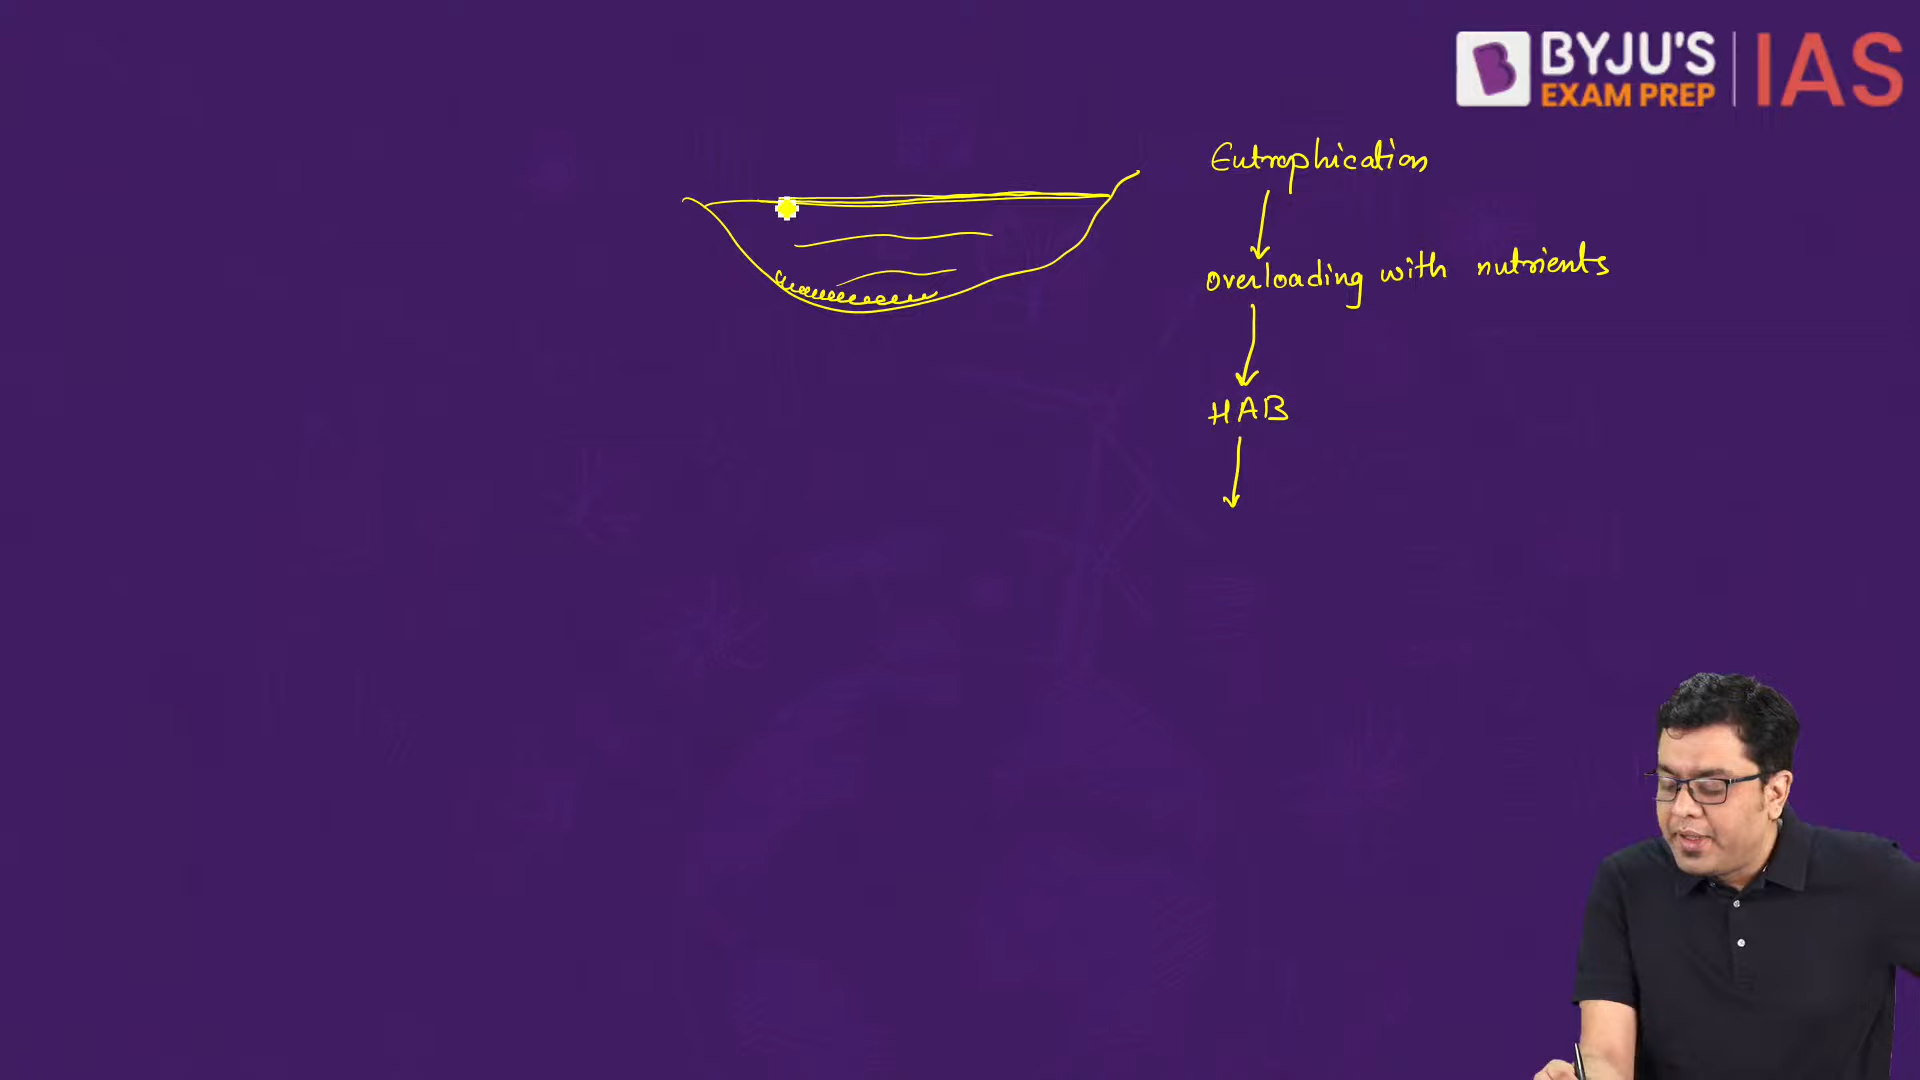 BYJU'S
EXAM PREP
IAS
Eutrophication
Overloading with nutrients
HAB